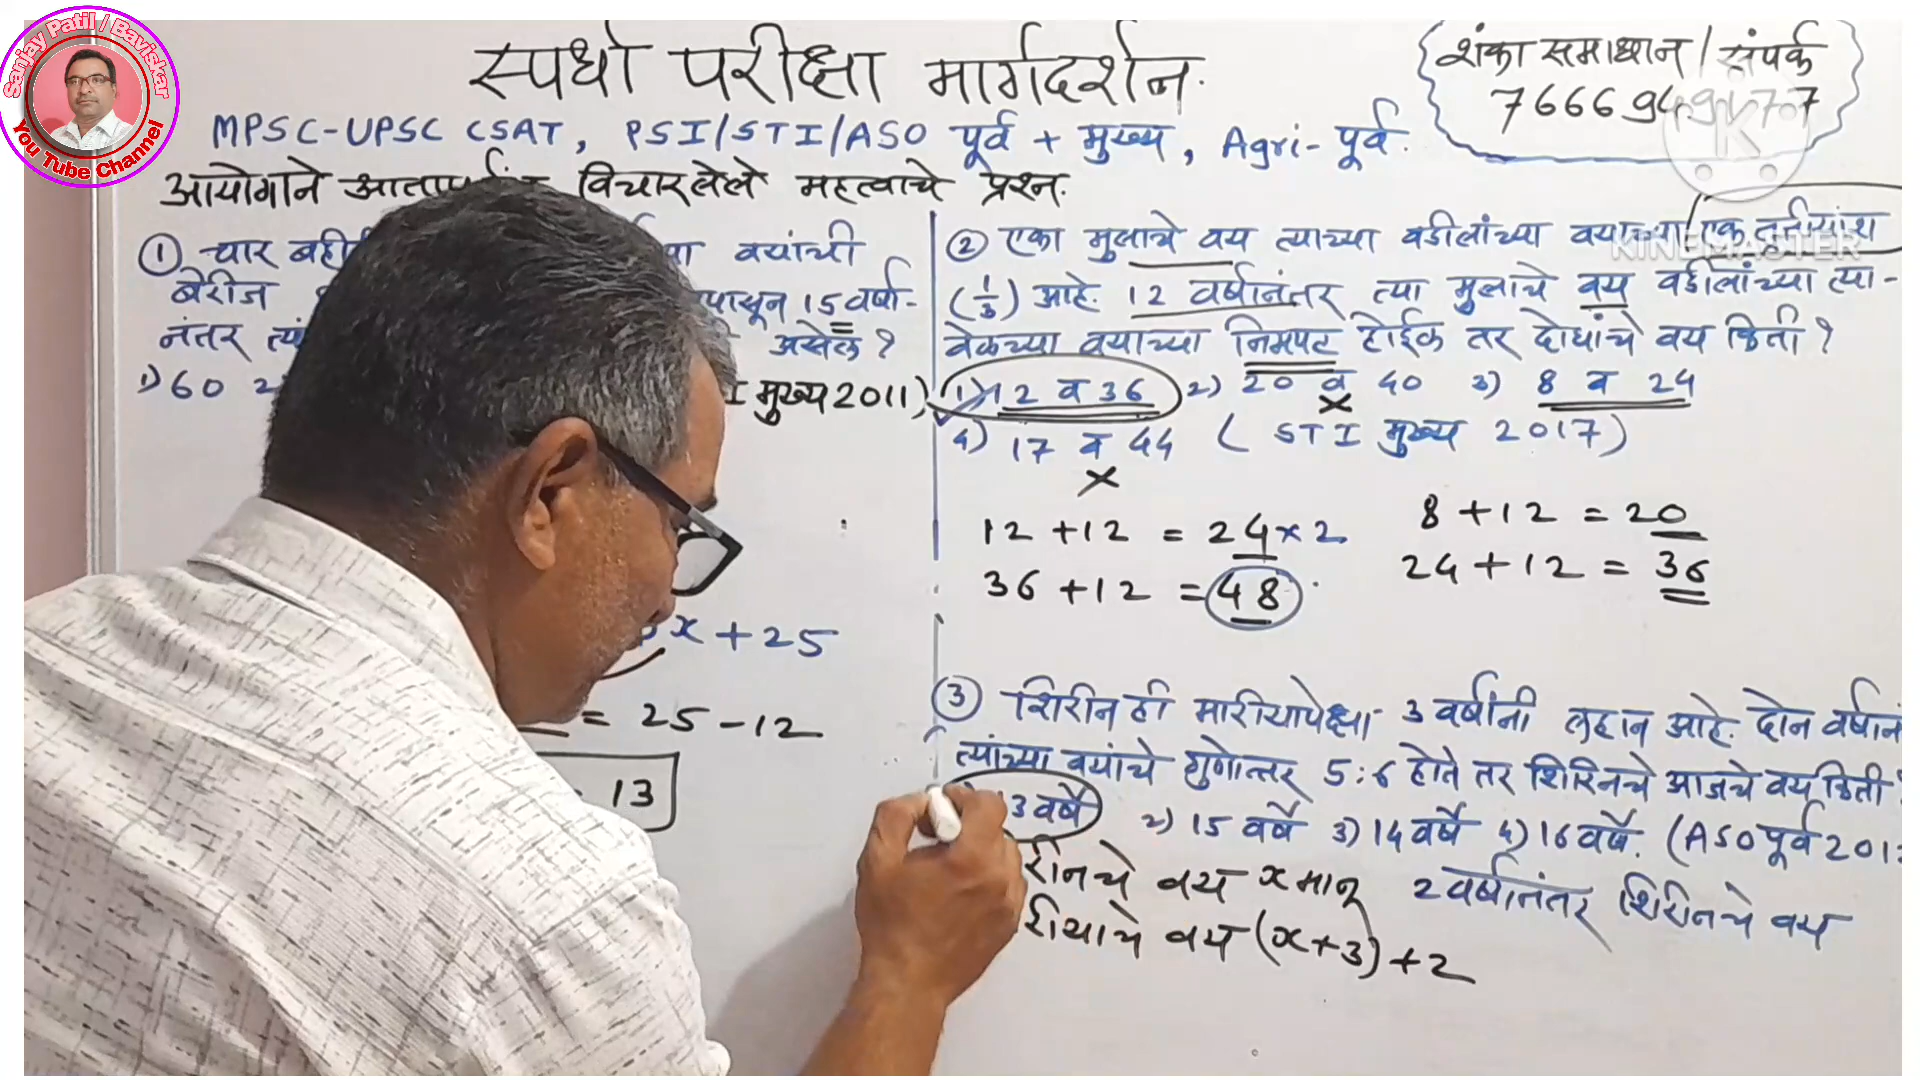 Sanjay Patil / Baviskar
You Tube Channel
स्पर्धा परीक्षा मार्गदर्शन.
शंका समाधान / संपर्क
7666949177
MPSC-UPSC CSAT, PSI/STI/ASO पूर्व + मुख्य, Agri-पूर्व.
आयोगाने विचारलेले महत्वाचे प्रश्न.
① चार वयांची
बेरीज पासून 15 वर्षा-
नंतर असेल ?
1) 60 मुख्य 2011)
② एका मुलाचे वय त्याच्या वडीलांच्या वयाच्या एक तृतीयांश
KINEMASTER
(1/3) आहे. 12 वर्षानंतर त्या मुलाचे वय वडीलांच्या त्या-
वेळच्या वयाच्या निमपट होईल तर दोघांचे वय किती ?
1) 12 व 36 2) 20 व 40 3) 8 व 24
4) 17 व 44 (STI मुख्य 2017)
12 + 12 = 24 × 2
36 + 12 = 48
8 + 12 = 20
24 + 12 = 36
x + 25
= 25 - 12
13
③ शिरीन ही मारीयापेक्षा 3 वर्षांनी लहान आहे. दोन
त्यांच्या वयांचे गुणोत्तर 5:6 होते तर शिरिनचे आजचे वय किती ?
13 वर्षे 2) 15 वर्षे 3) 14 वर्षे 4) 16 वर्षे. (ASO पूर्व
वय x मानू
वय (x+3) + 2
2 वर्षानंतर शिरिनचे वय